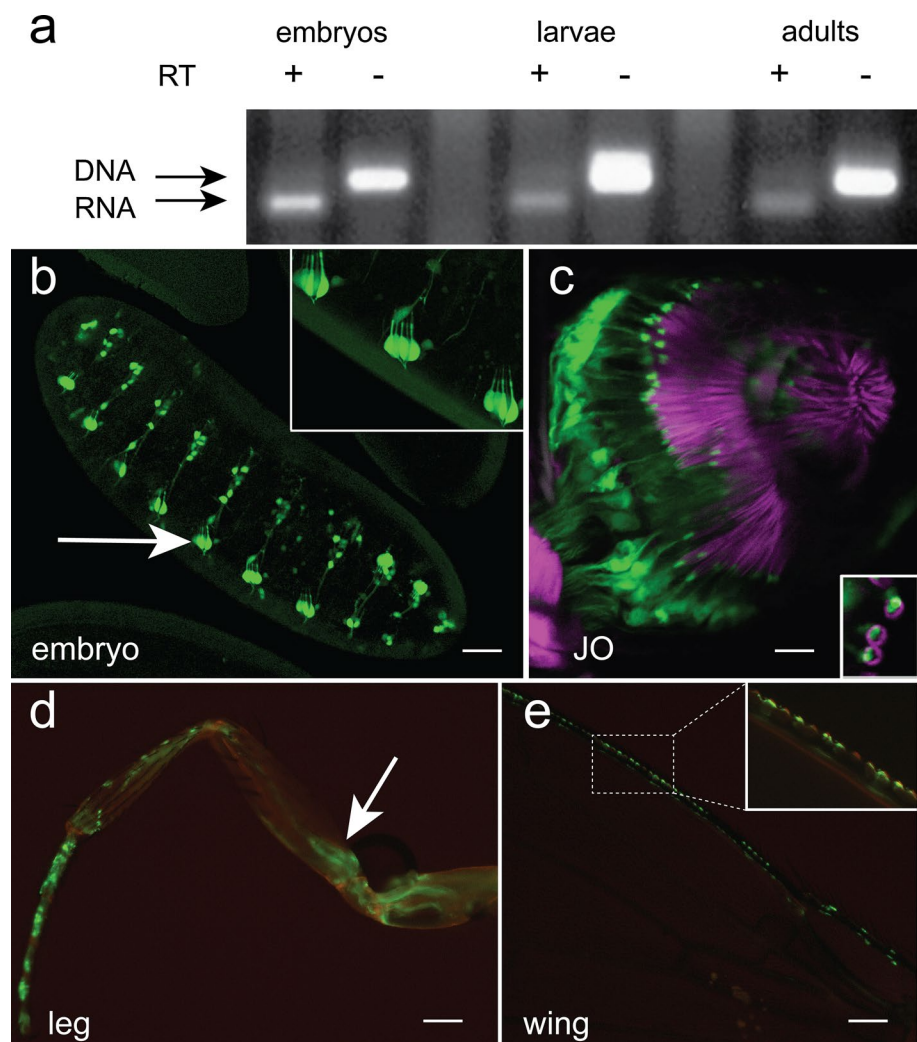 a
embryos larvae adults
RT + - + - + -
DNA
RNA
b
embryo
c
JO
d
leg
e
wing